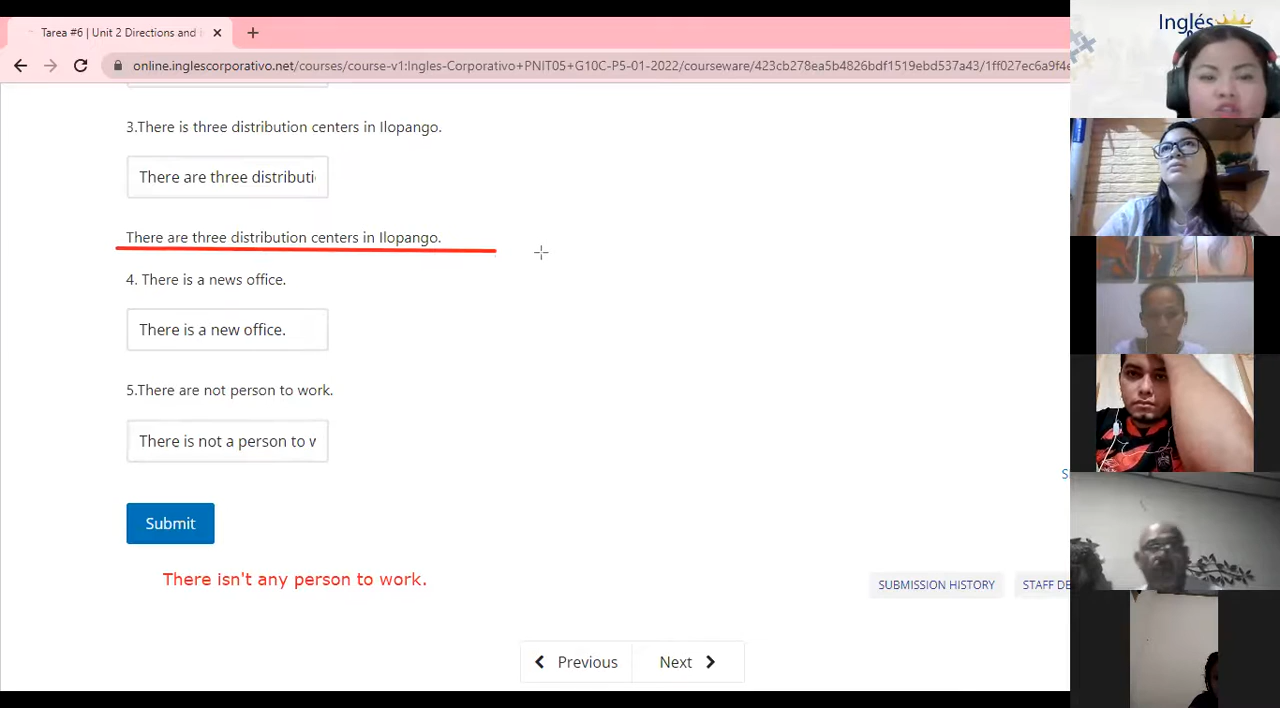 Tarea #6 | Unit 2 Directions and
online.inglescorporativo.net/courses/course-v1:Ingles-Corporativo+PNIT05+G10C-P5-01-2022/courseware/423cb278ea5b4826bdf1519ebd537a43/1ff027ec6a9f4e
Inglés
3.There is three distribution centers in Ilopango.
There are three distributi
There are three distribution centers in Ilopango.
4. There is a news office.
There is a new office.
5.There are not person to work.
There is not a person to w
S
Submit
There isn't any person to work.
SUBMISSION HISTORY
STAFF DE
Previous
Next